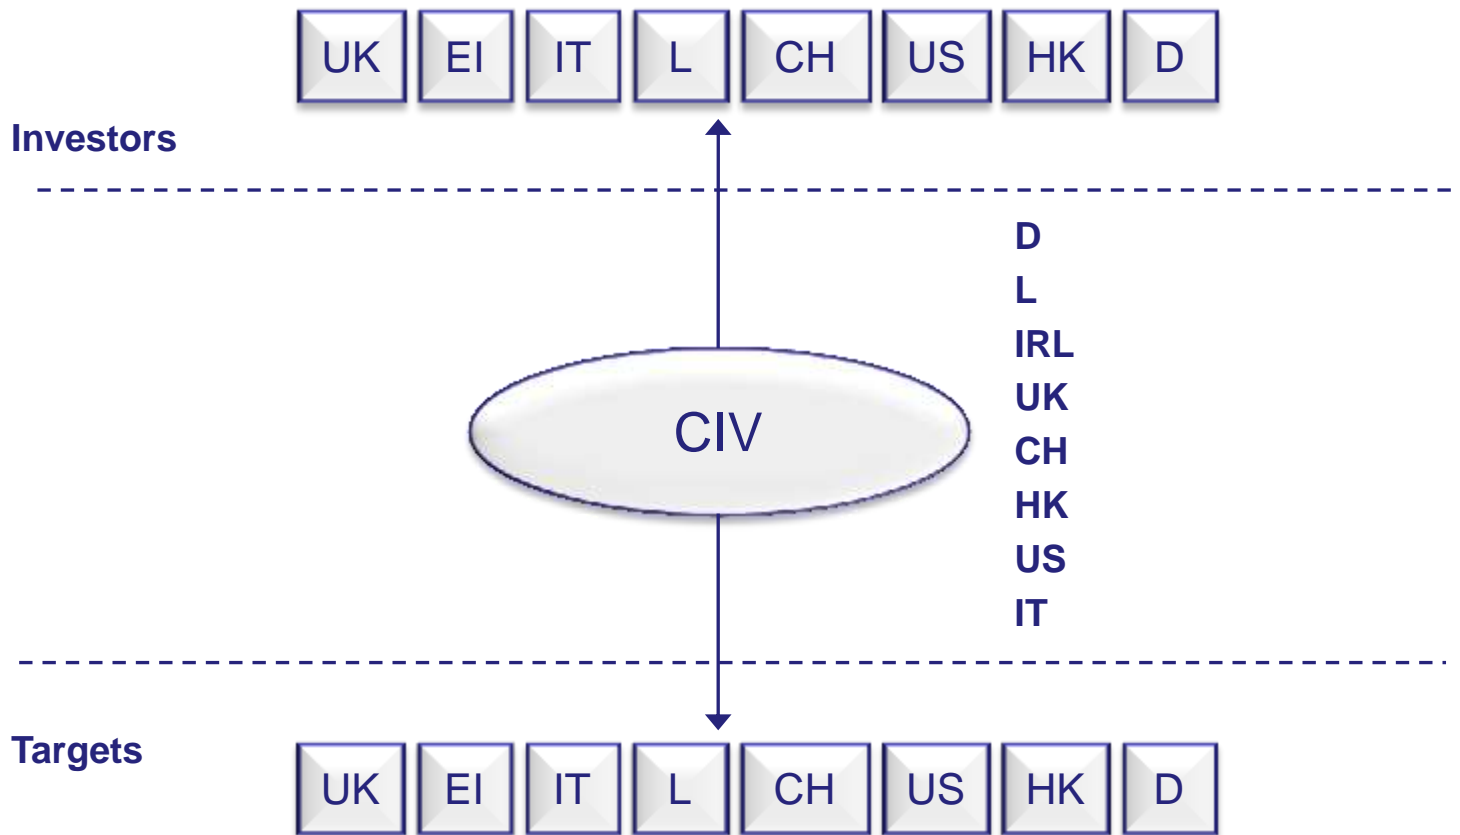 UK EI IT L CH US HK D
Investors
D
L
IRL
UK
CIV
CH
HK
US
IT
Targets
UK EI IT L CH US HK D